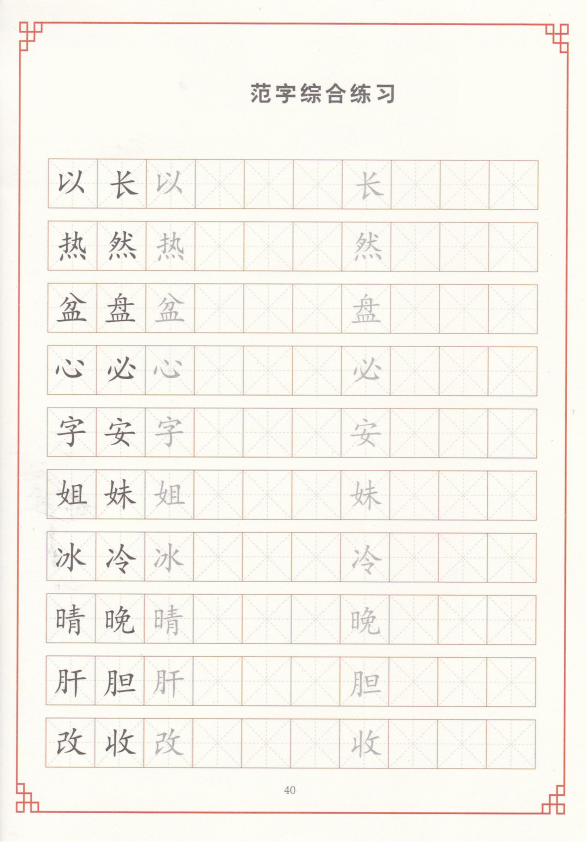 范字综合练习
以长以长
热然热然
盆盘盆盘
心必心必
字安字安
姐妹姐妹
冰冷冰冷
晴晚晴晚
肝胆肝胆
改收改收
40